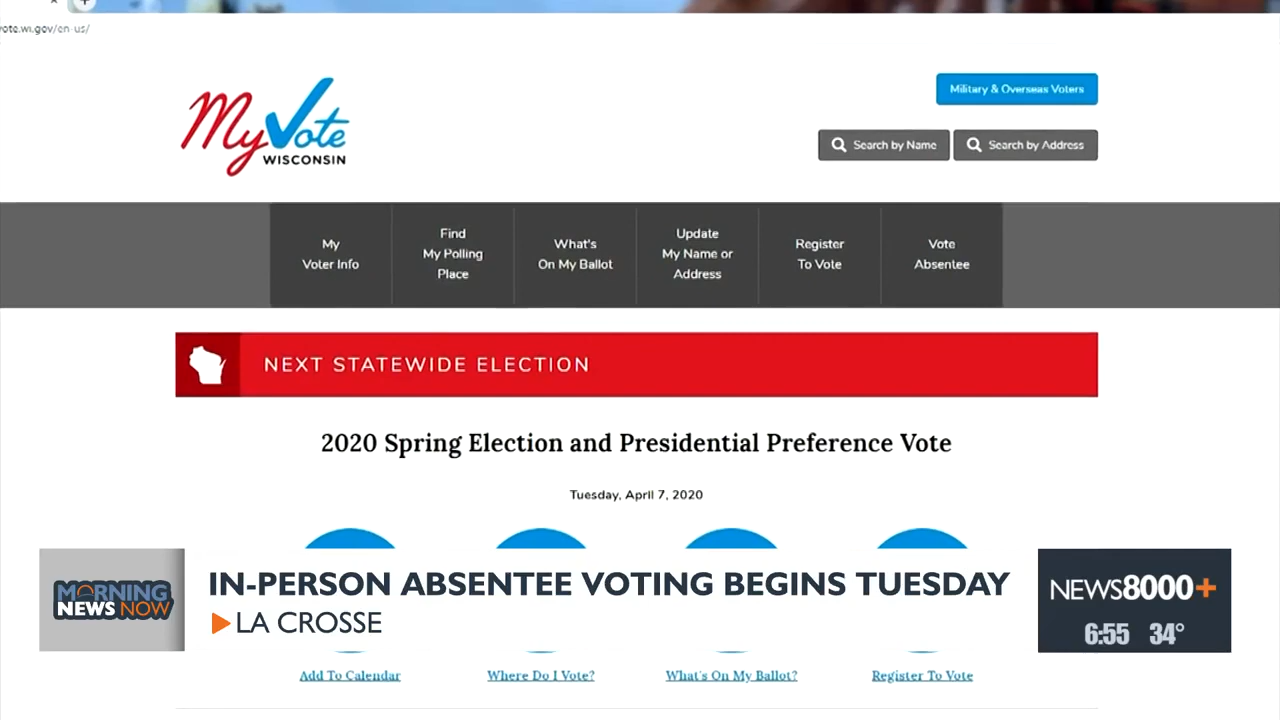 vote.wi.gov/en-us/
MyVote
WISCONSIN
Military & Overseas Voters
Search by Name
Search by Address
My
Voter Info
Find
My Polling
Place
What's
On My Ballot
Update
My Name or
Address
Register
To Vote
Vote
Absentee
NEXT STATEWIDE ELECTION
2020 Spring Election and Presidential Preference Vote
Tuesday, April 7, 2020
MORNING
NEWS NOW
IN-PERSON ABSENTEE VOTING BEGINS TUESDAY
LA CROSSE
NEWS8000+
6:55 34°
Add To Calendar
Where Do I Vote?
What's On My Ballot?
Register To Vote